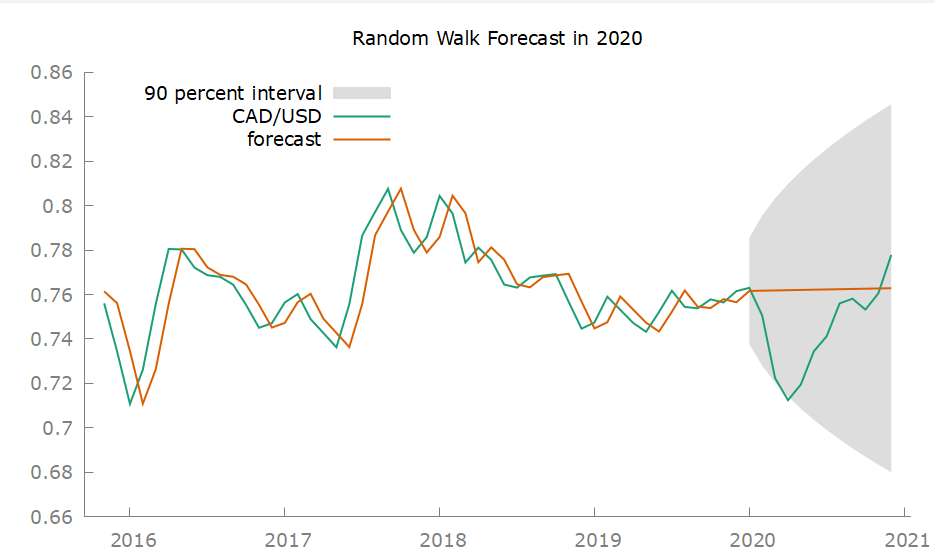 Random Walk Forecast in 2020
0.86
0.84
0.82
0.8
0.78
0.76
0.74
0.72
0.7
0.68
0.66
90 percent interval
CAD/USD
forecast
2016 2017 2018 2019 2020 2021